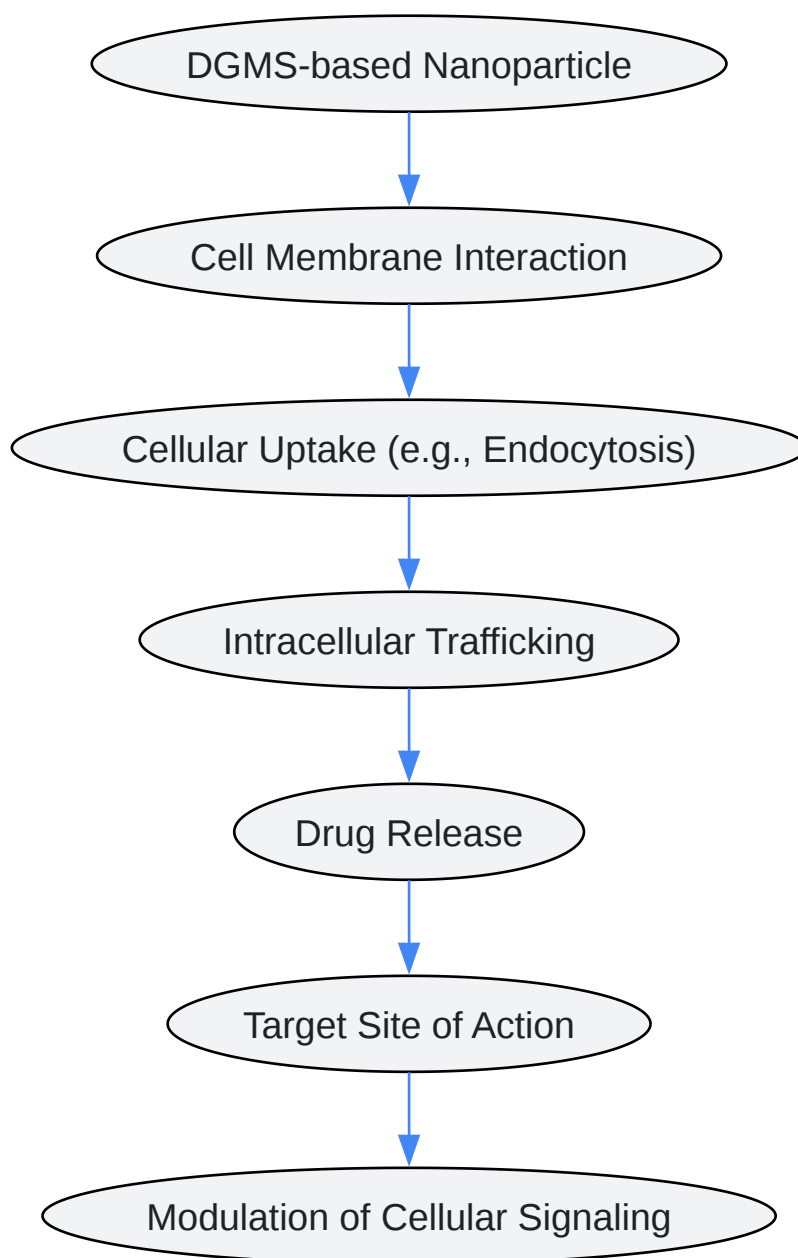 DGMS-based Nanoparticle
Cell Membrane Interaction
Cellular Uptake (e.g., Endocytosis)
Intracellular Trafficking
Drug Release
Target Site of Action
Modulation of Cellular Signaling